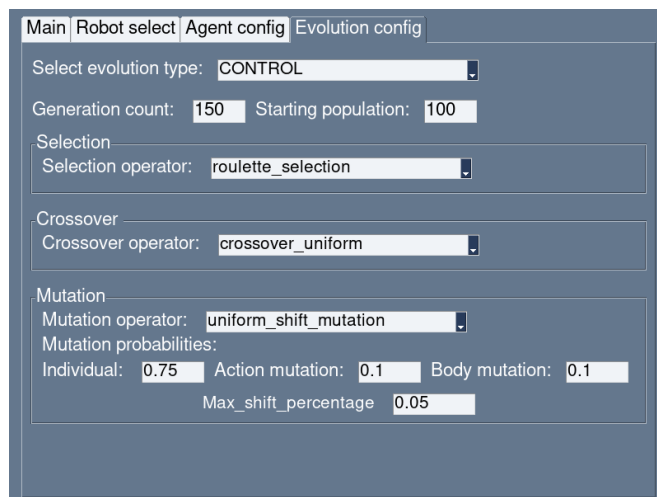 Main Robot select Agent config Evolution config
Select evolution type: CONTROL
Generation count: 150 Starting population: 100
Selection
Selection operator: roulette_selection
Crossover
Crossover operator: crossover_uniform
Mutation
Mutation operator: uniform_shift_mutation
Mutation probabilities:
Individual: 0.75 Action mutation: 0.1 Body mutation: 0.1
Max_shift_percentage 0.05